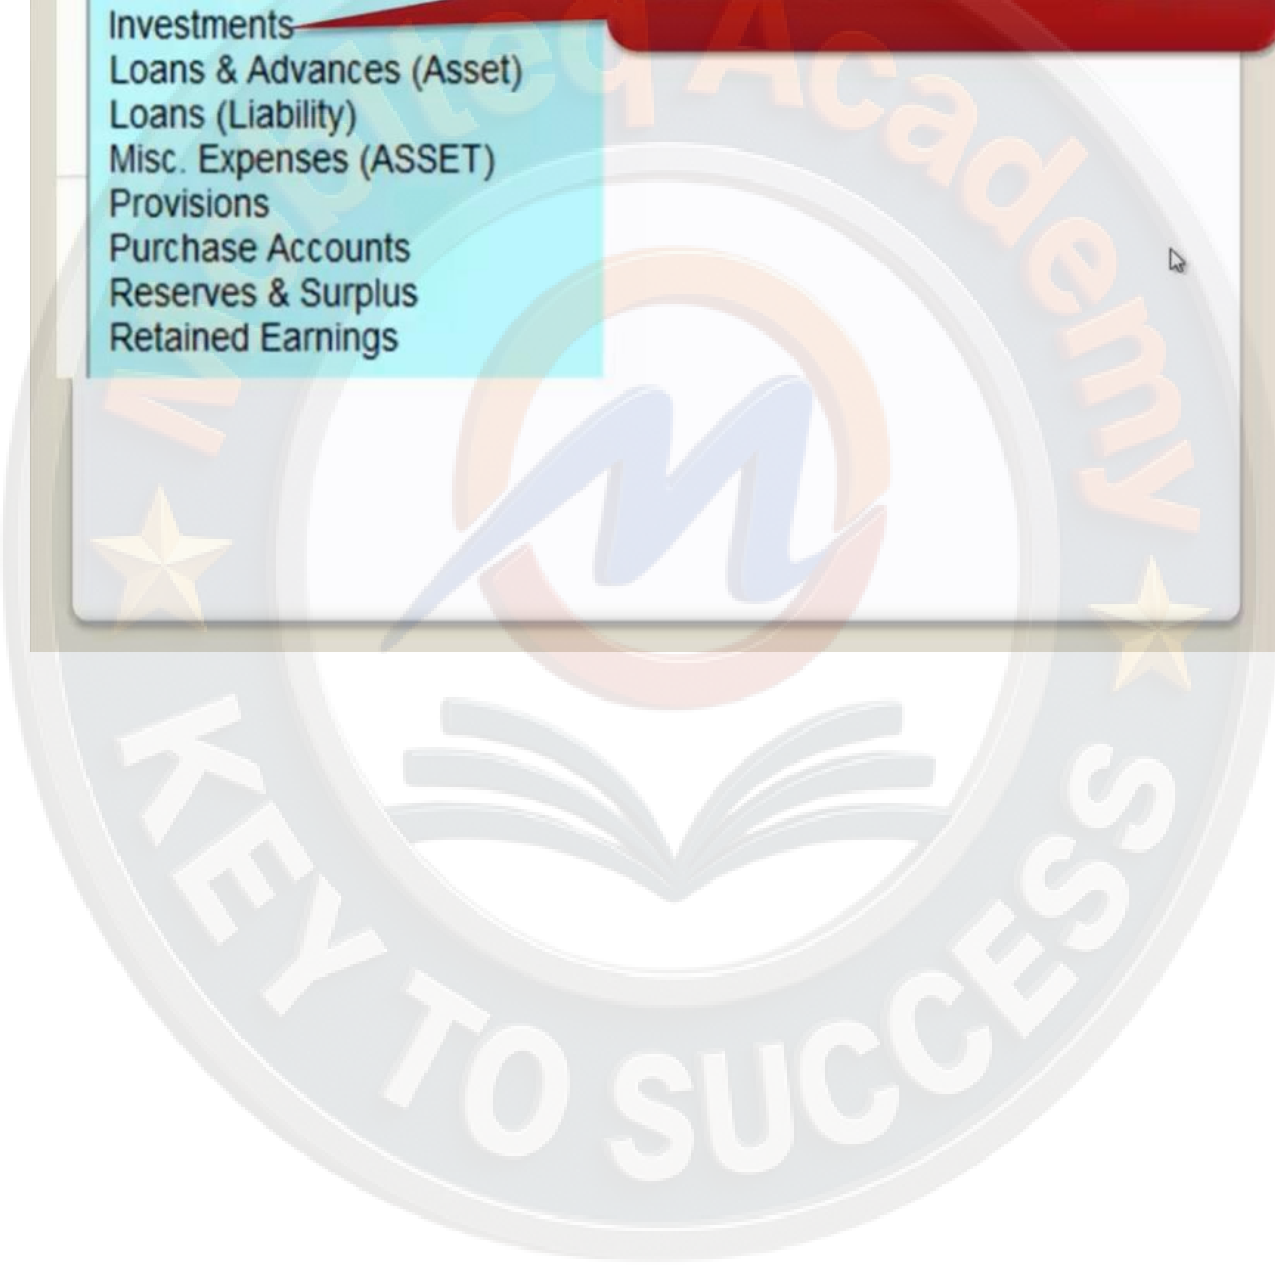 Investments
Loans & Advances (Asset)
Loans (Liability)
Misc. Expenses (ASSET)
Provisions
Purchase Accounts
Reserves & Surplus
Retained Earnings
Academy
KEY TO SUCCESS